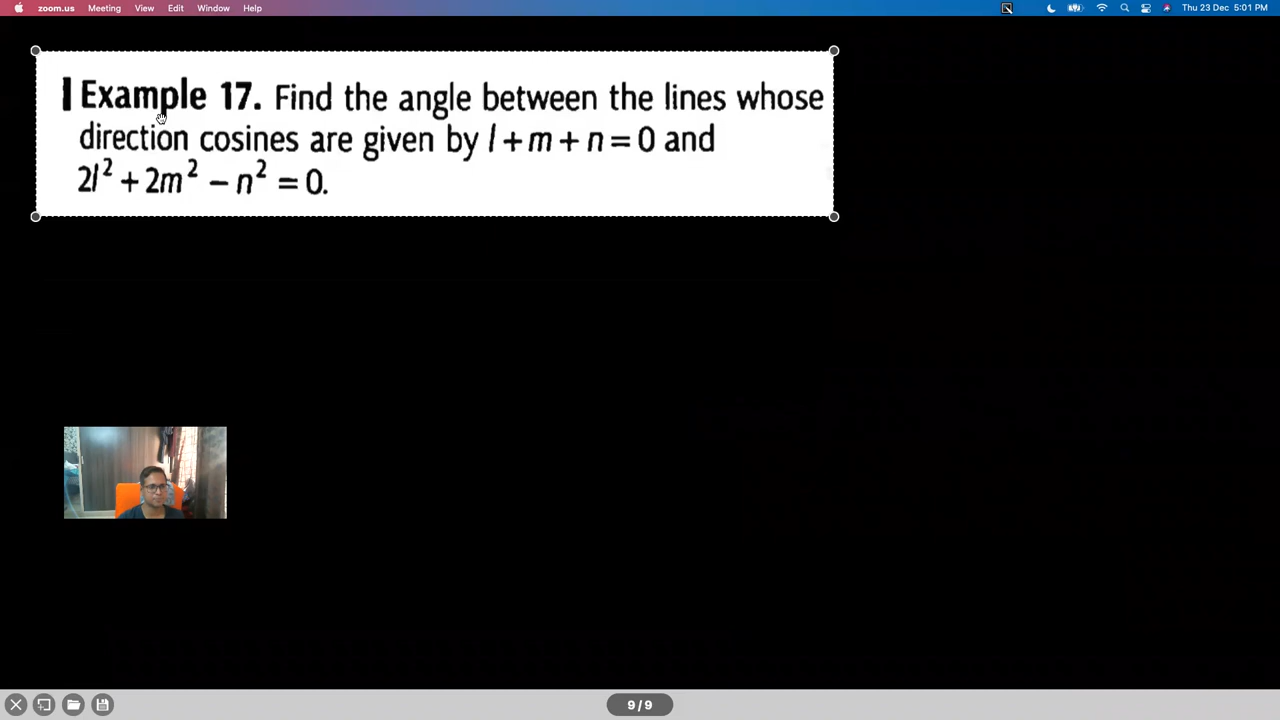 zoom.us Meeting View Edit Window Help Thu 23 Dec 5:01 PM
Example 17. Find the angle between the lines whose
direction cosines are given by l + m + n = 0 and
2l² + 2m² – n² = 0.
9 / 9